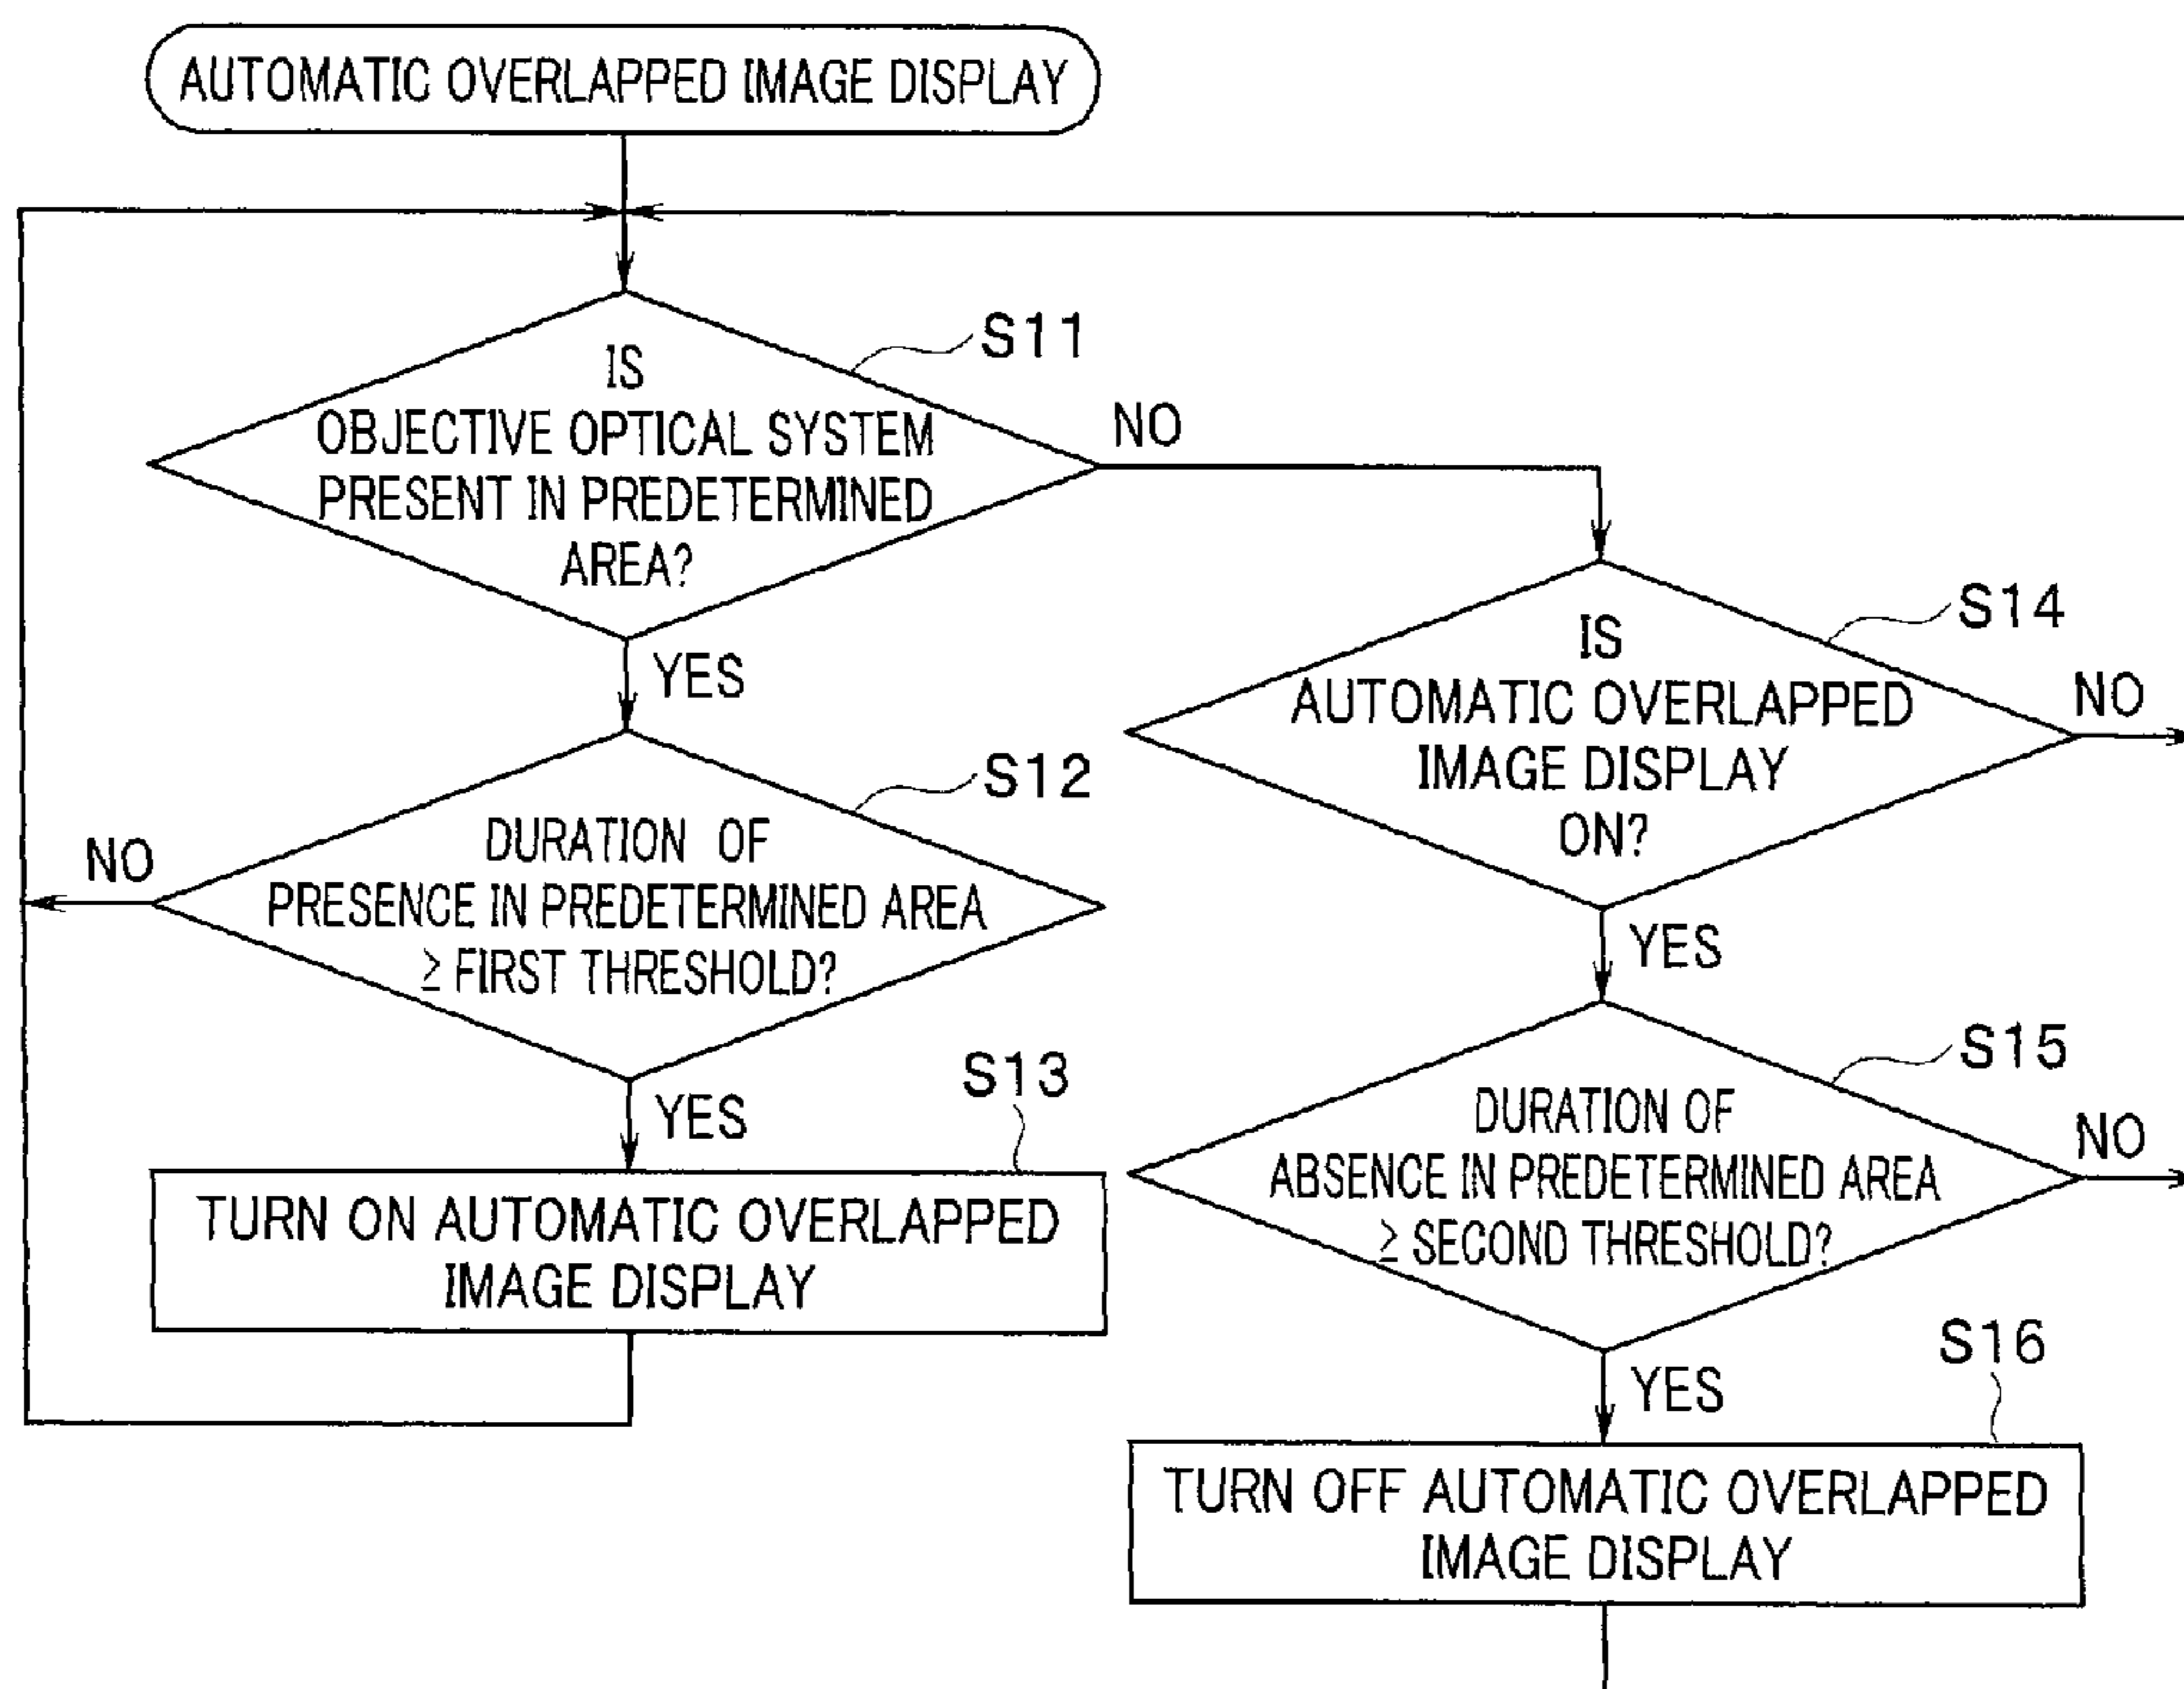 AUTOMATIC OVERLAPPED IMAGE DISPLAY
S11
IS
OBJECTIVE OPTICAL SYSTEM
PRESENT IN PREDETERMINED
AREA?
NO
YES
S12
DURATION OF
PRESENCE IN PREDETERMINED AREA
≥ FIRST THRESHOLD?
NO
YES
S13
TURN ON AUTOMATIC OVERLAPPED
IMAGE DISPLAY
S14
IS
AUTOMATIC OVERLAPPED
IMAGE DISPLAY
ON?
NO
YES
S15
DURATION OF
ABSENCE IN PREDETERMINED AREA
≥ SECOND THRESHOLD?
NO
YES
S16
TURN OFF AUTOMATIC OVERLAPPED
IMAGE DISPLAY